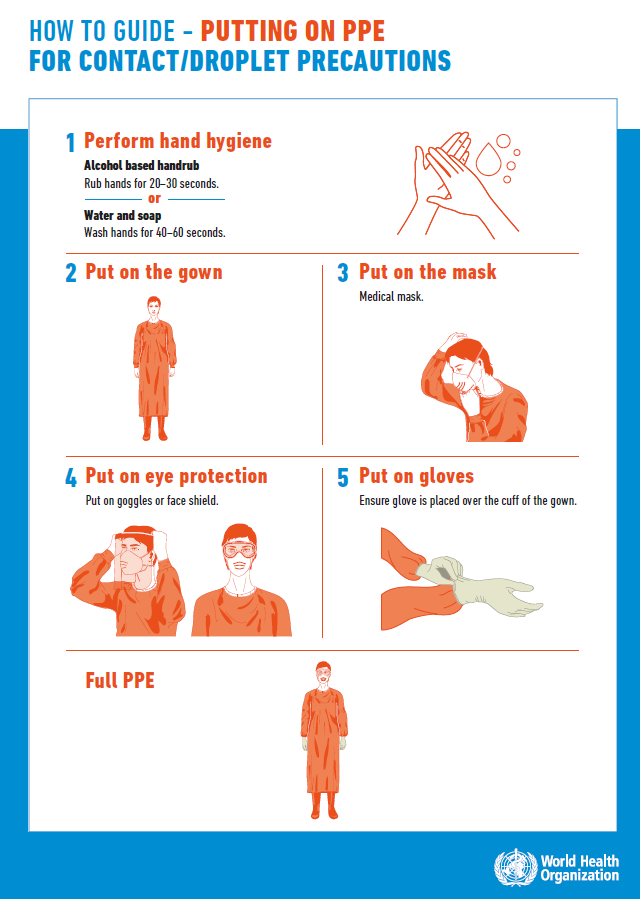 HOW TO GUIDE – PUTTING ON PPE
FOR CONTACT/DROPLET PRECAUTIONS
1 Perform hand hygiene
Alcohol based handrub
Rub hands for 20–30 seconds.
or
Water and soap
Wash hands for 40–60 seconds.
2 Put on the gown
3 Put on the mask
Medical mask.
4 Put on eye protection
Put on goggles or face shield.
5 Put on gloves
Ensure glove is placed over the cuff of the gown.
Full PPE
World Health
Organization